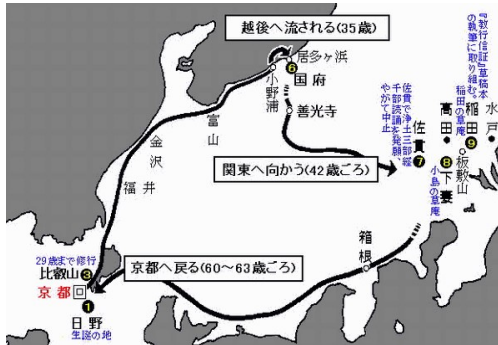 越後へ流される(35歳)
居多ヶ浜
❻
国府
小野浦
善光寺
富山
金沢
福井
関東へ向かう(42歳ごろ)
『教行信証』草稿本
の執筆に取り組む。
稲田の草庵
水戸
稲田
❾
高田
板敷山
❽
下妻
小島の草庵
佐貫で浄土三部経
千部読誦を発願、
やがて中止
佐貫
❼
箱根
京都へ戻る(60～63歳ごろ)
29歳まで修行
比叡山❸
京都
❶
日野
生誕の地